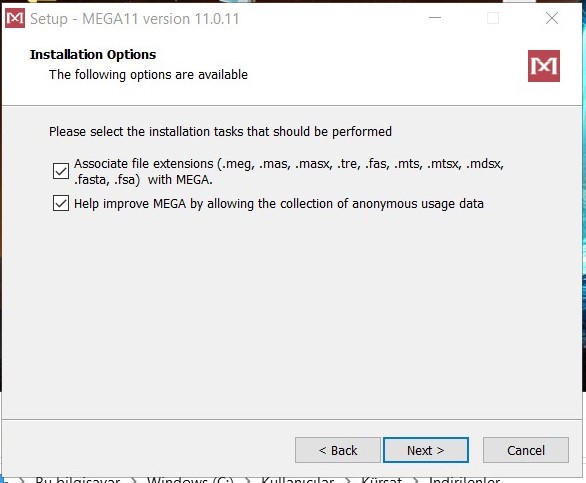 Setup - MEGA11 version 11.0.11
Installation Options
The following options are available
Please select the installation tasks that should be performed
Associate file extensions (.meg, .mas, .masx, .tre, .fas, .mts, .mtsx, .mdsx,
.fasta, .fsa) with MEGA.
Help improve MEGA by allowing the collection of anonymous usage data
< Back Next > Cancel
Bu bilgisayar > Windows (C:) > Kullanıcılar > Kürşat > İndirilenler